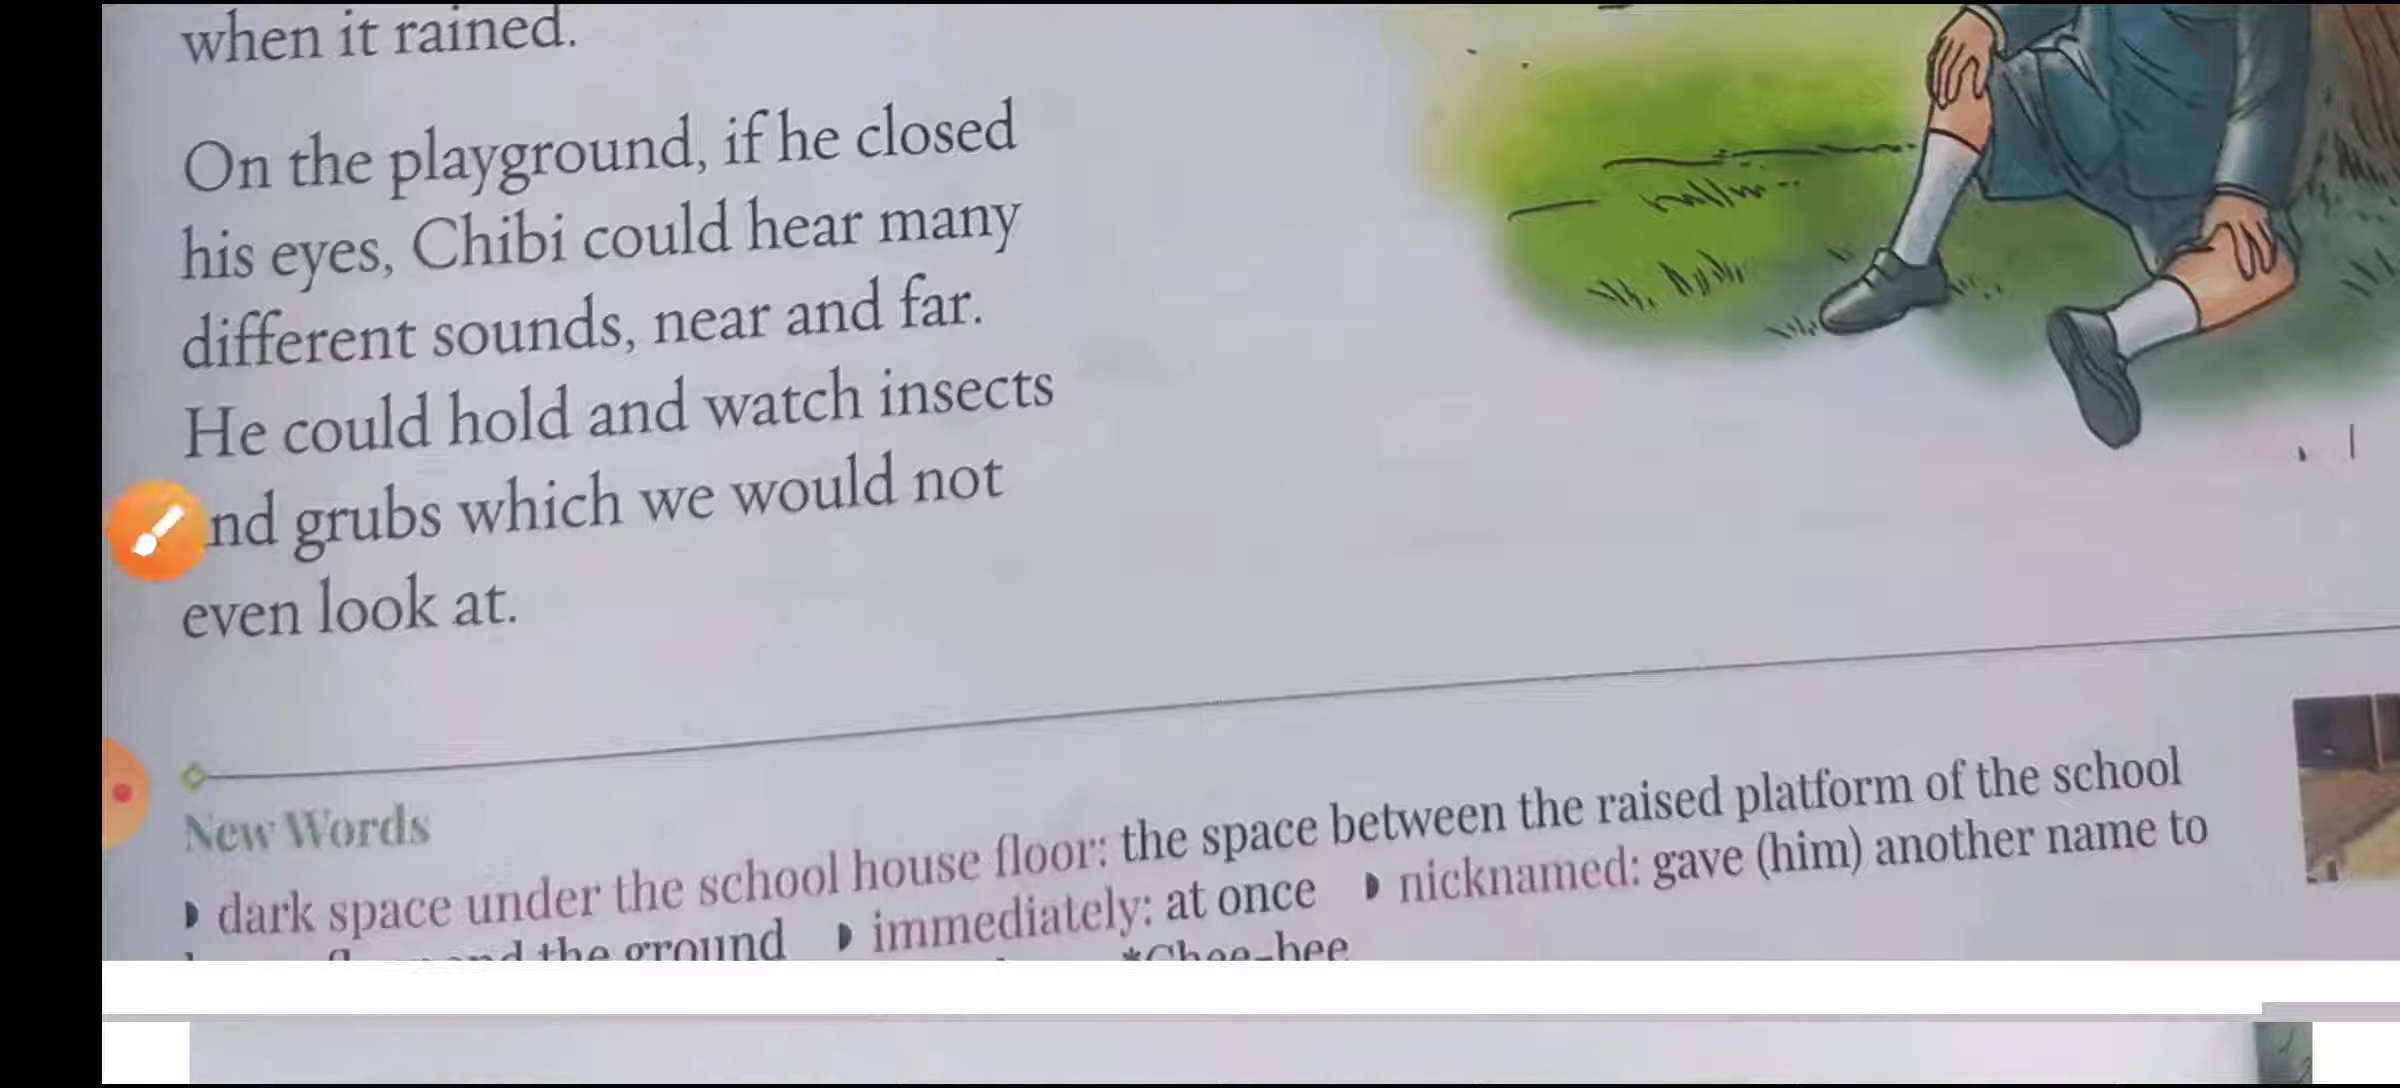 when it rained.
On the playground, if he closed
his eyes, Chibi could hear many
different sounds, near and far.
He could hold and watch insects
nd grubs which we would not
even look at.
New Words
dark space under the school house floor: the space between the raised platform of the school
the ground immediately: at once nicknamed: gave (him) another name to
*Chee-bee